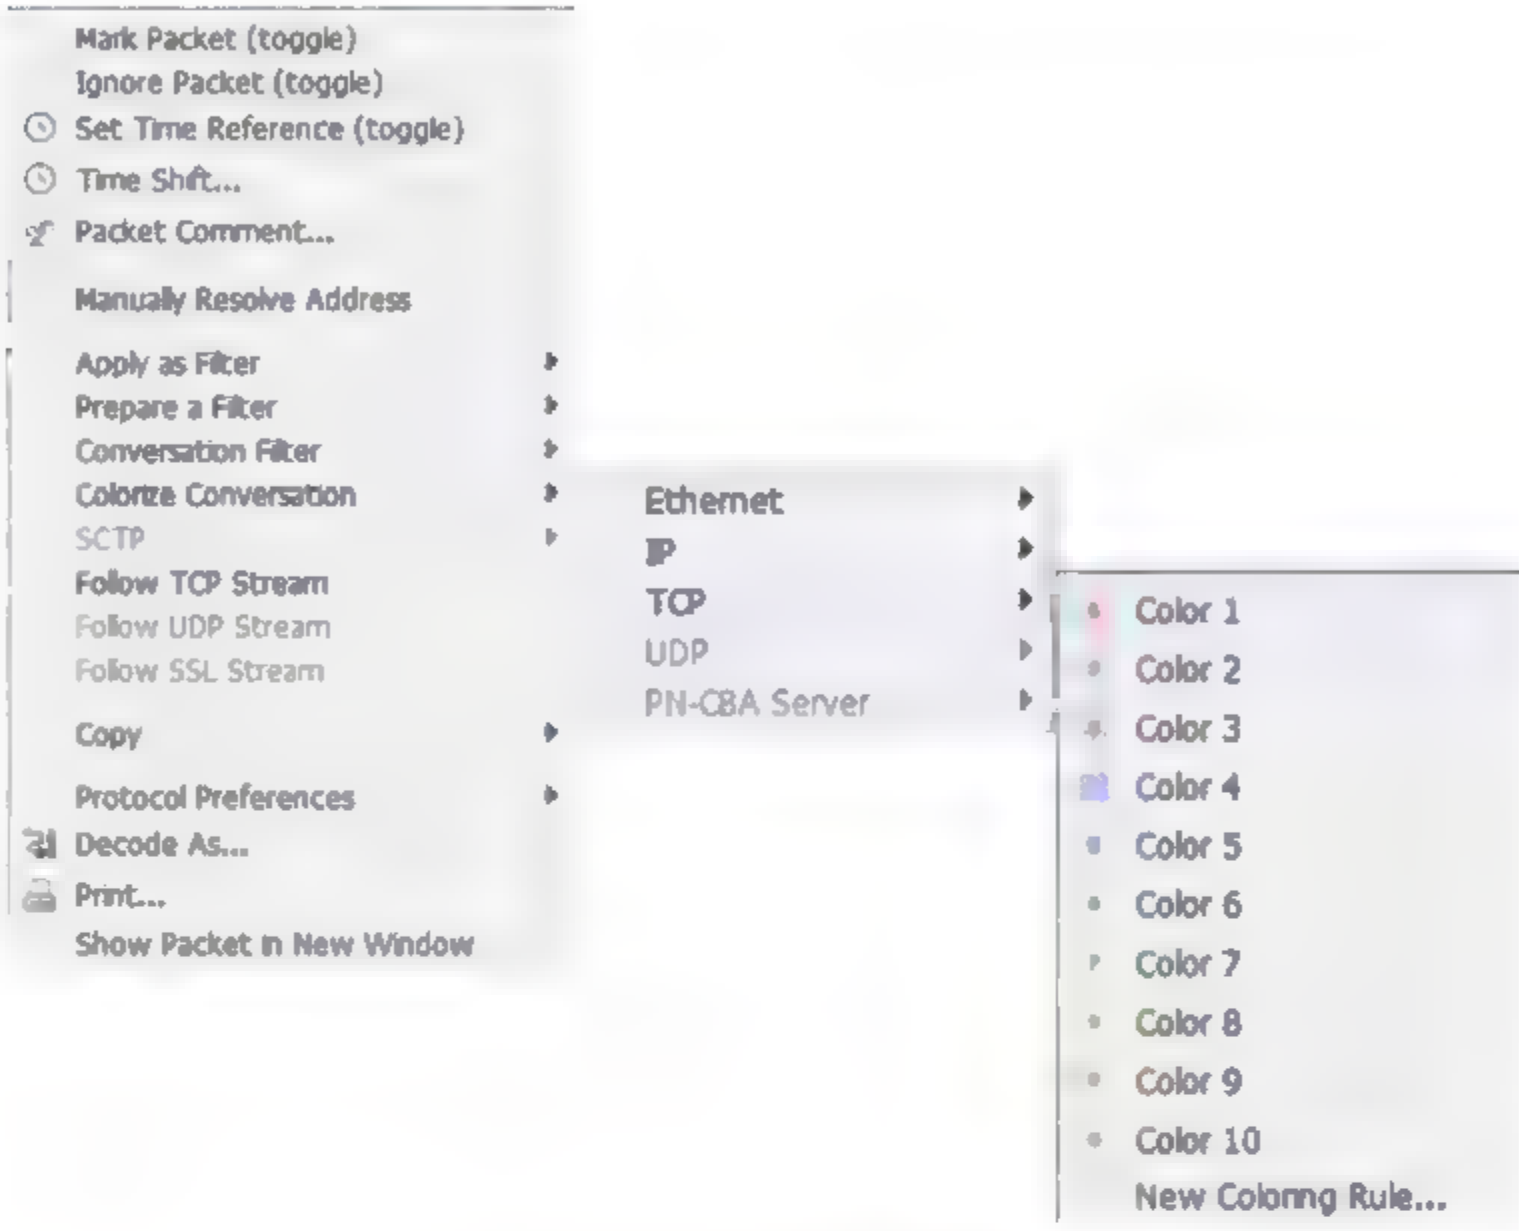 Mark Packet (toggle)
Ignore Packet (toggle)
Set Time Reference (toggle)
Time Shift...
Packet Comment...
Manually Resolve Address
Apply as Filter
Prepare a Filter
Conversation Filter
Colorize Conversation
SCTP
Follow TCP Stream
Follow UDP Stream
Follow SSL Stream
Copy
Protocol Preferences
Decode As...
Print...
Show Packet in New Window
Ethernet
IP
TCP
UDP
PN-CBA Server
Color 1
Color 2
Color 3
Color 4
Color 5
Color 6
Color 7
Color 8
Color 9
Color 10
New Coloring Rule...